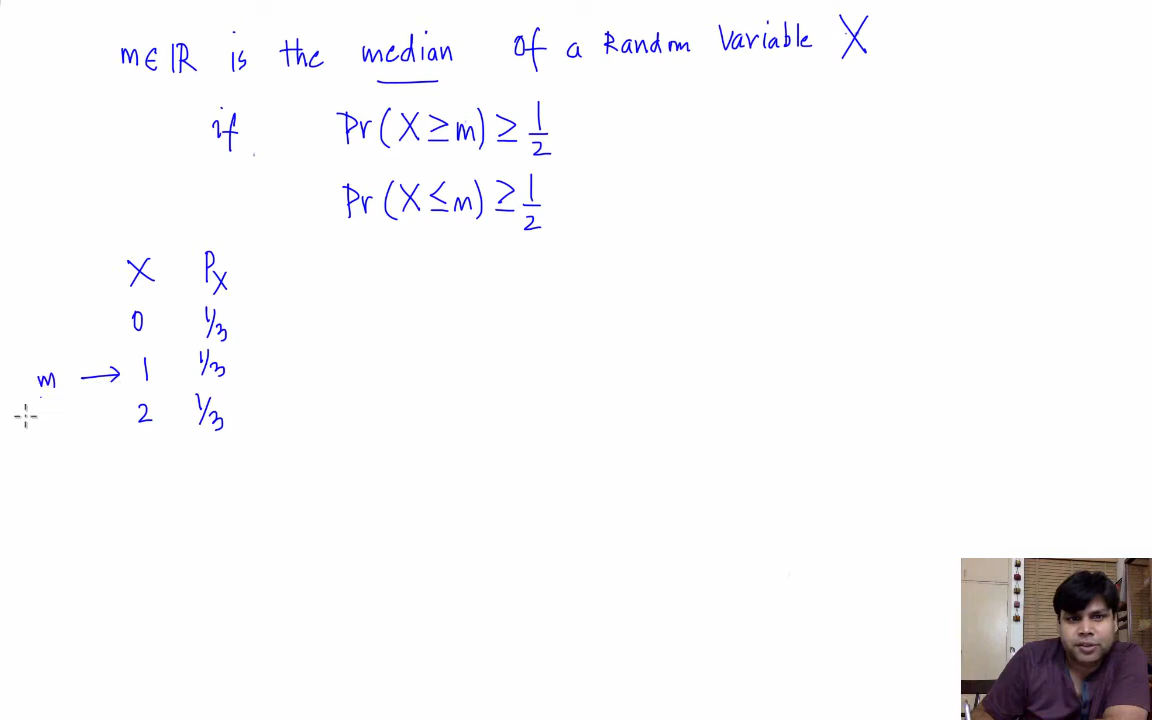 m∈ℝ is the median of a Random Variable X
if Pr(X ≥ m) ≥ 1/2
Pr(X ≤ m) ≥ 1/2
X P_X
0 1/3
m → 1 1/3
2 1/3